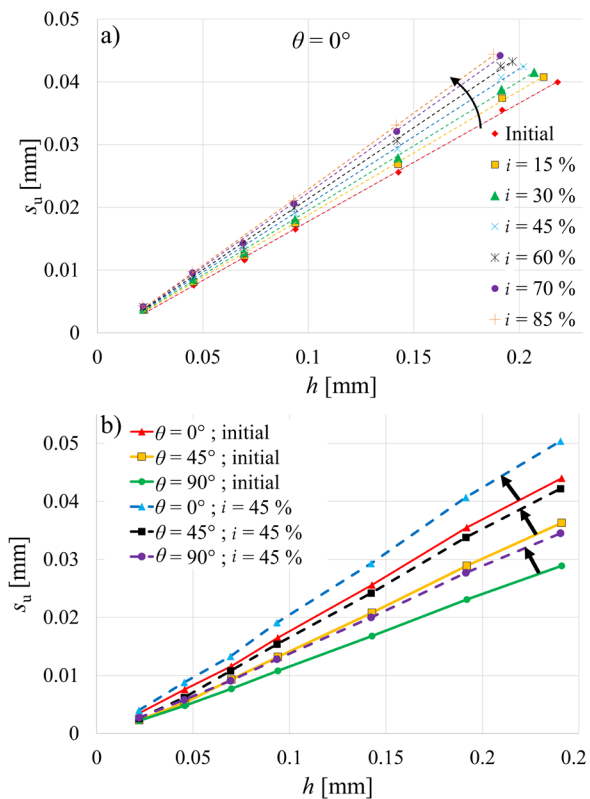 a)
θ = 0°
0.05
0.04
0.03
0.02
0.01
0
s_u [mm]
Initial
i = 15 %
i = 30 %
i = 45 %
i = 60 %
i = 70 %
i = 85 %
0 0.05 0.1 0.15 0.2
h [mm]
b)
θ = 0° ; initial
θ = 45° ; initial
θ = 90° ; initial
θ = 0° ; i = 45 %
θ = 45° ; i = 45 %
θ = 90° ; i = 45 %
0.05
0.04
0.03
0.02
0.01
0
s_u [mm]
0 0.05 0.1 0.15 0.2 0.2
h [mm]